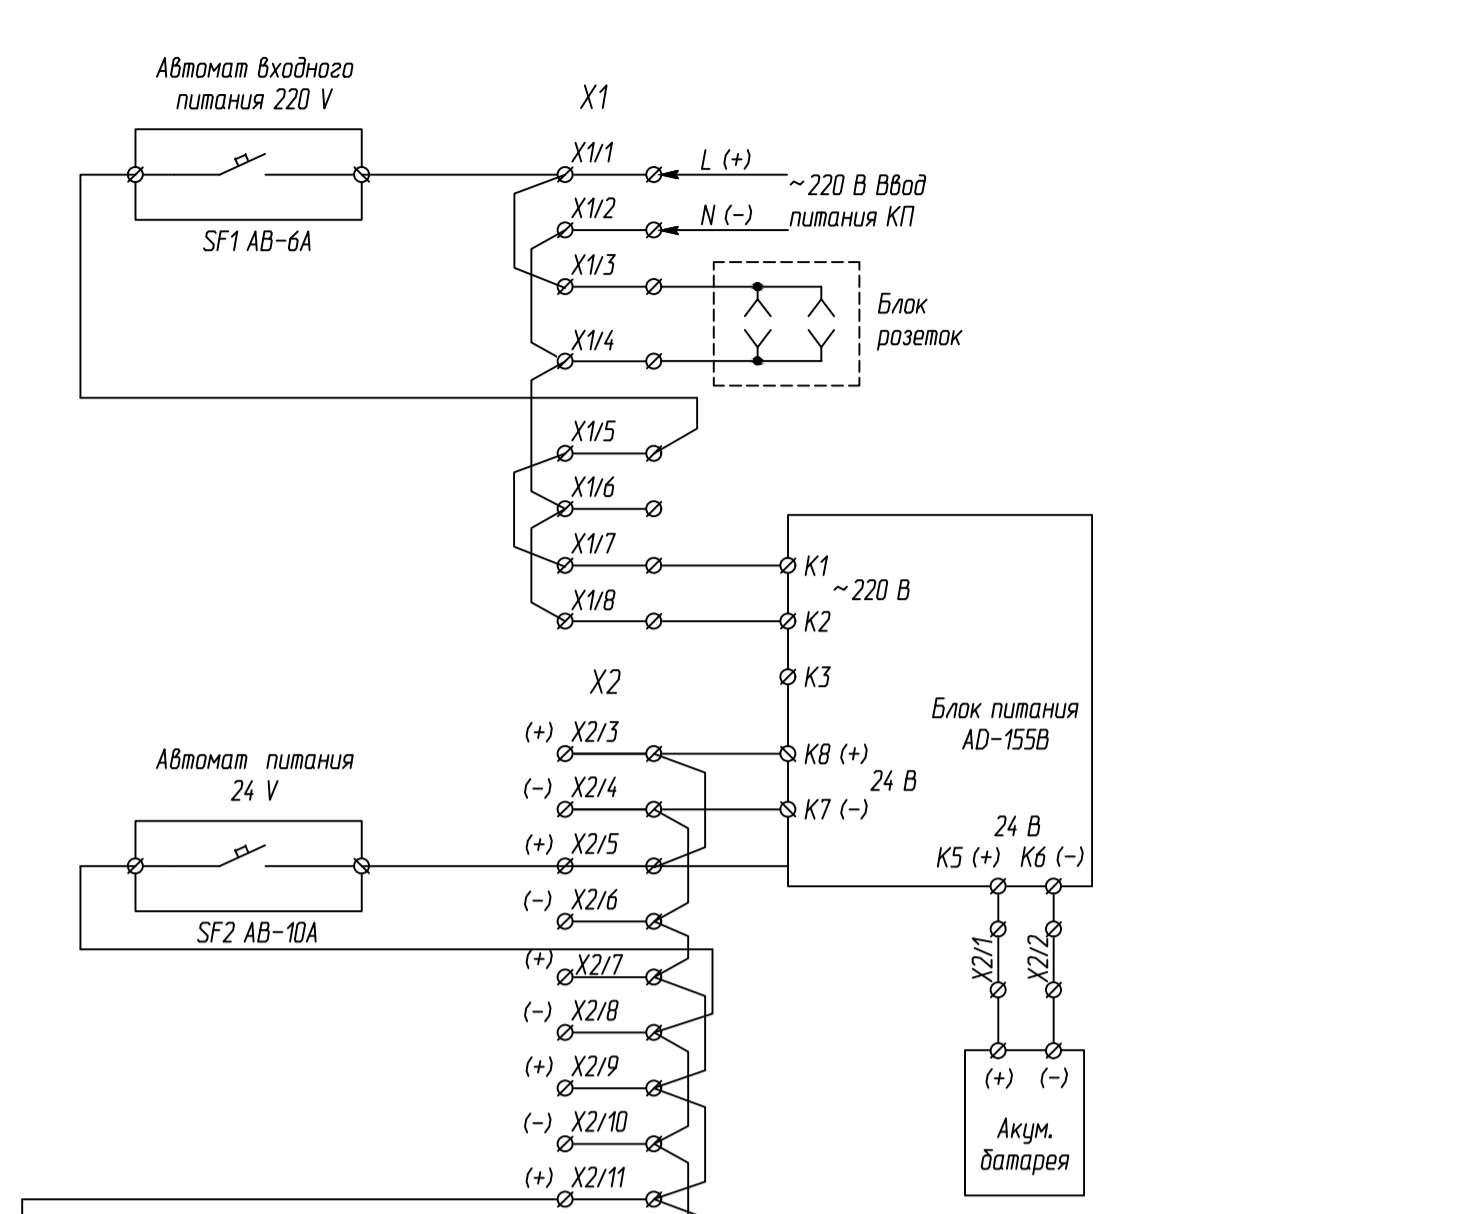 Автомат входного
питания 220 V
SF1 АВ-6А
X1
X1/1
L (+)
~220 В Ввод
питания КП
X1/2
N (-)
X1/3
Блок
розеток
X1/4
X1/5
X1/6
X1/7
K1
~220 В
X1/8
K2
K3
X2
Блок питания
AD-155B
(+) X2/3
K8 (+)
24 В
(-) X2/4
K7 (-)
Автомат питания
24 V
SF2 АВ-10А
(+) X2/5
24 В
K5 (+) K6 (-)
(-) X2/6
(+) X2/7
X2/1
X2/2
(-) X2/8
(+) X2/9
(-) X2/10
(+) X2/11
(+) (-)
Акум.
батарея